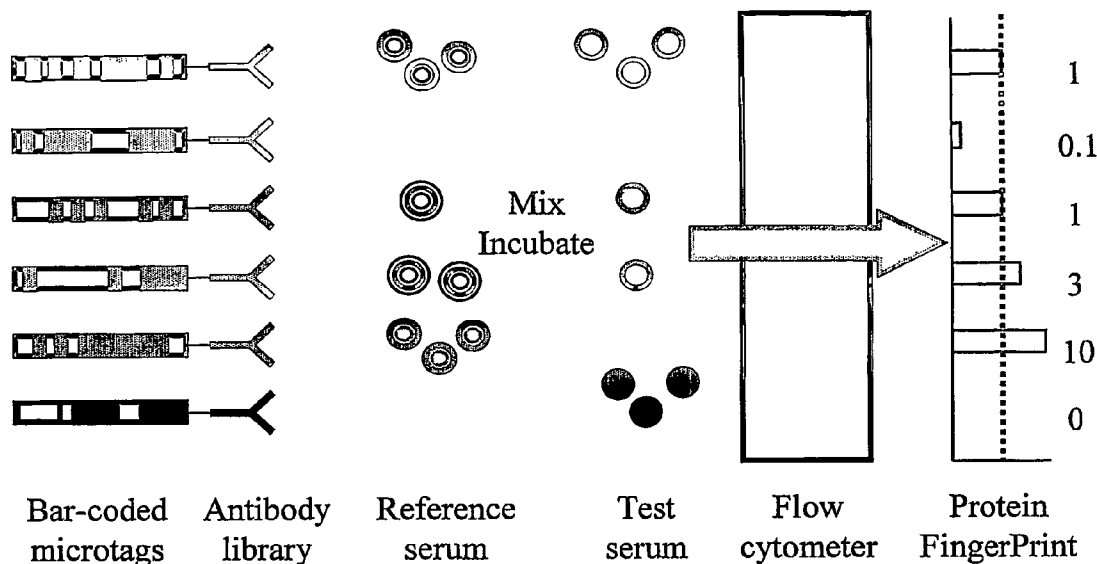 1
0.1
1
3
10
0
Mix
Incubate
Bar-coded
microtags
Antibody
library
Reference
serum
Test
serum
Flow
cytometer
Protein
FingerPrint